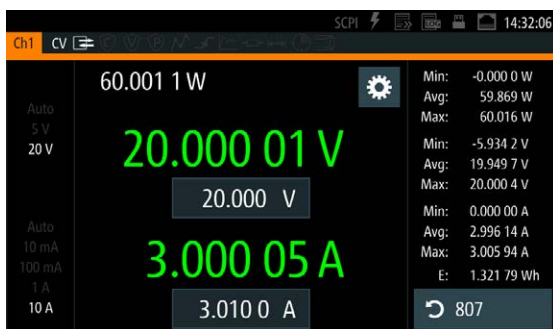 SCPI LOG 14:32:06
Ch1 CV
60.001 1 W
Auto
5 V
20 V
20.000 01 V
20.000 V
Auto
10 mA
100 mA
1 A
10 A
3.000 05 A
3.010 0 A
Min: -0.000 0 W
Avg: 59.869 W
Max: 60.016 W
Min: -5.934 2 V
Avg: 19.949 7 V
Max: 20.000 4 V
Min: 0.000 00 A
Avg: 2.996 14 A
Max: 3.005 94 A
E: 1.321 79 Wh
807